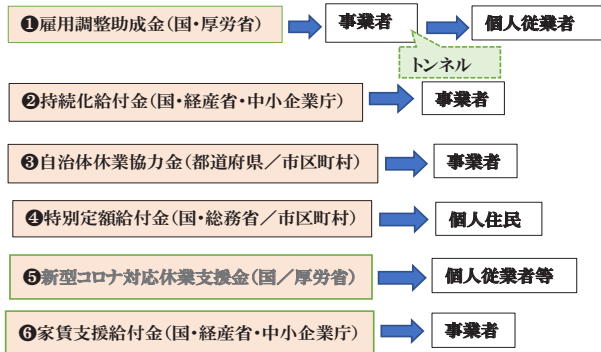 ❶雇用調整助成金(国・厚労省) 事業者 個人従業者
トンネル
❷持続化給付金(国・経産省・中小企業庁) 事業者
❸自治体休業協力金(都道府県/市区町村) 事業者
❹特別定額給付金(国・総務省/市区町村) 個人住民
❺新型コロナ対応休業支援金(国/厚労省) 個人従業者等
❻家賃支援給付金(国・経産省・中小企業庁) 事業者